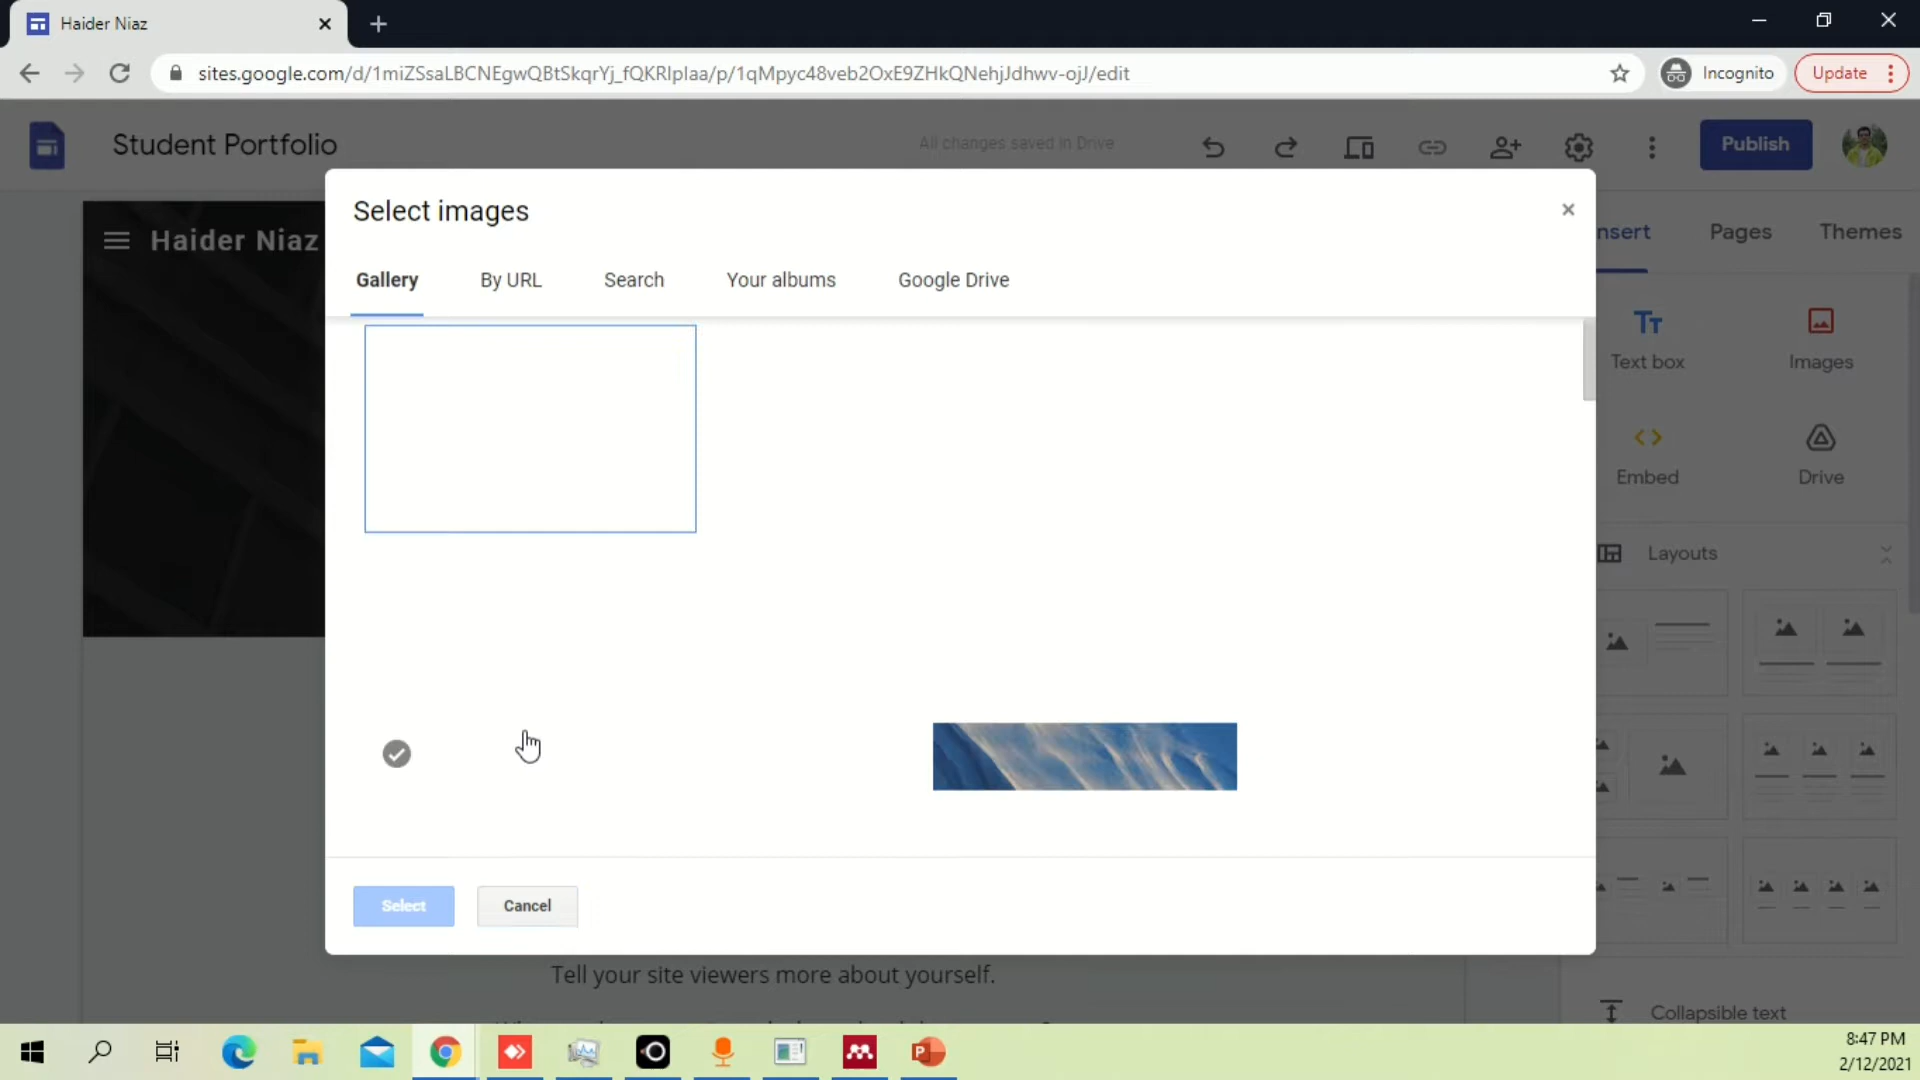 Haider Niaz
sites.google.com/d/1miZSsaLBCNEgwQBtSkqrYj_fQKRlplaa/p/1qMpyc48veb2OxE9ZHkQNehjJdhwv-ojJ/edit
Incognito
Update
Student Portfolio
All changes saved in Drive
Publish
Haider Niaz
Select images
Gallery
By URL
Search
Your albums
Google Drive
nsert
Pages
Themes
Text box
Images
Embed
Drive
Layouts
Select
Cancel
Tell your site viewers more about yourself.
Collapsible text
8:47 PM
2/12/2021